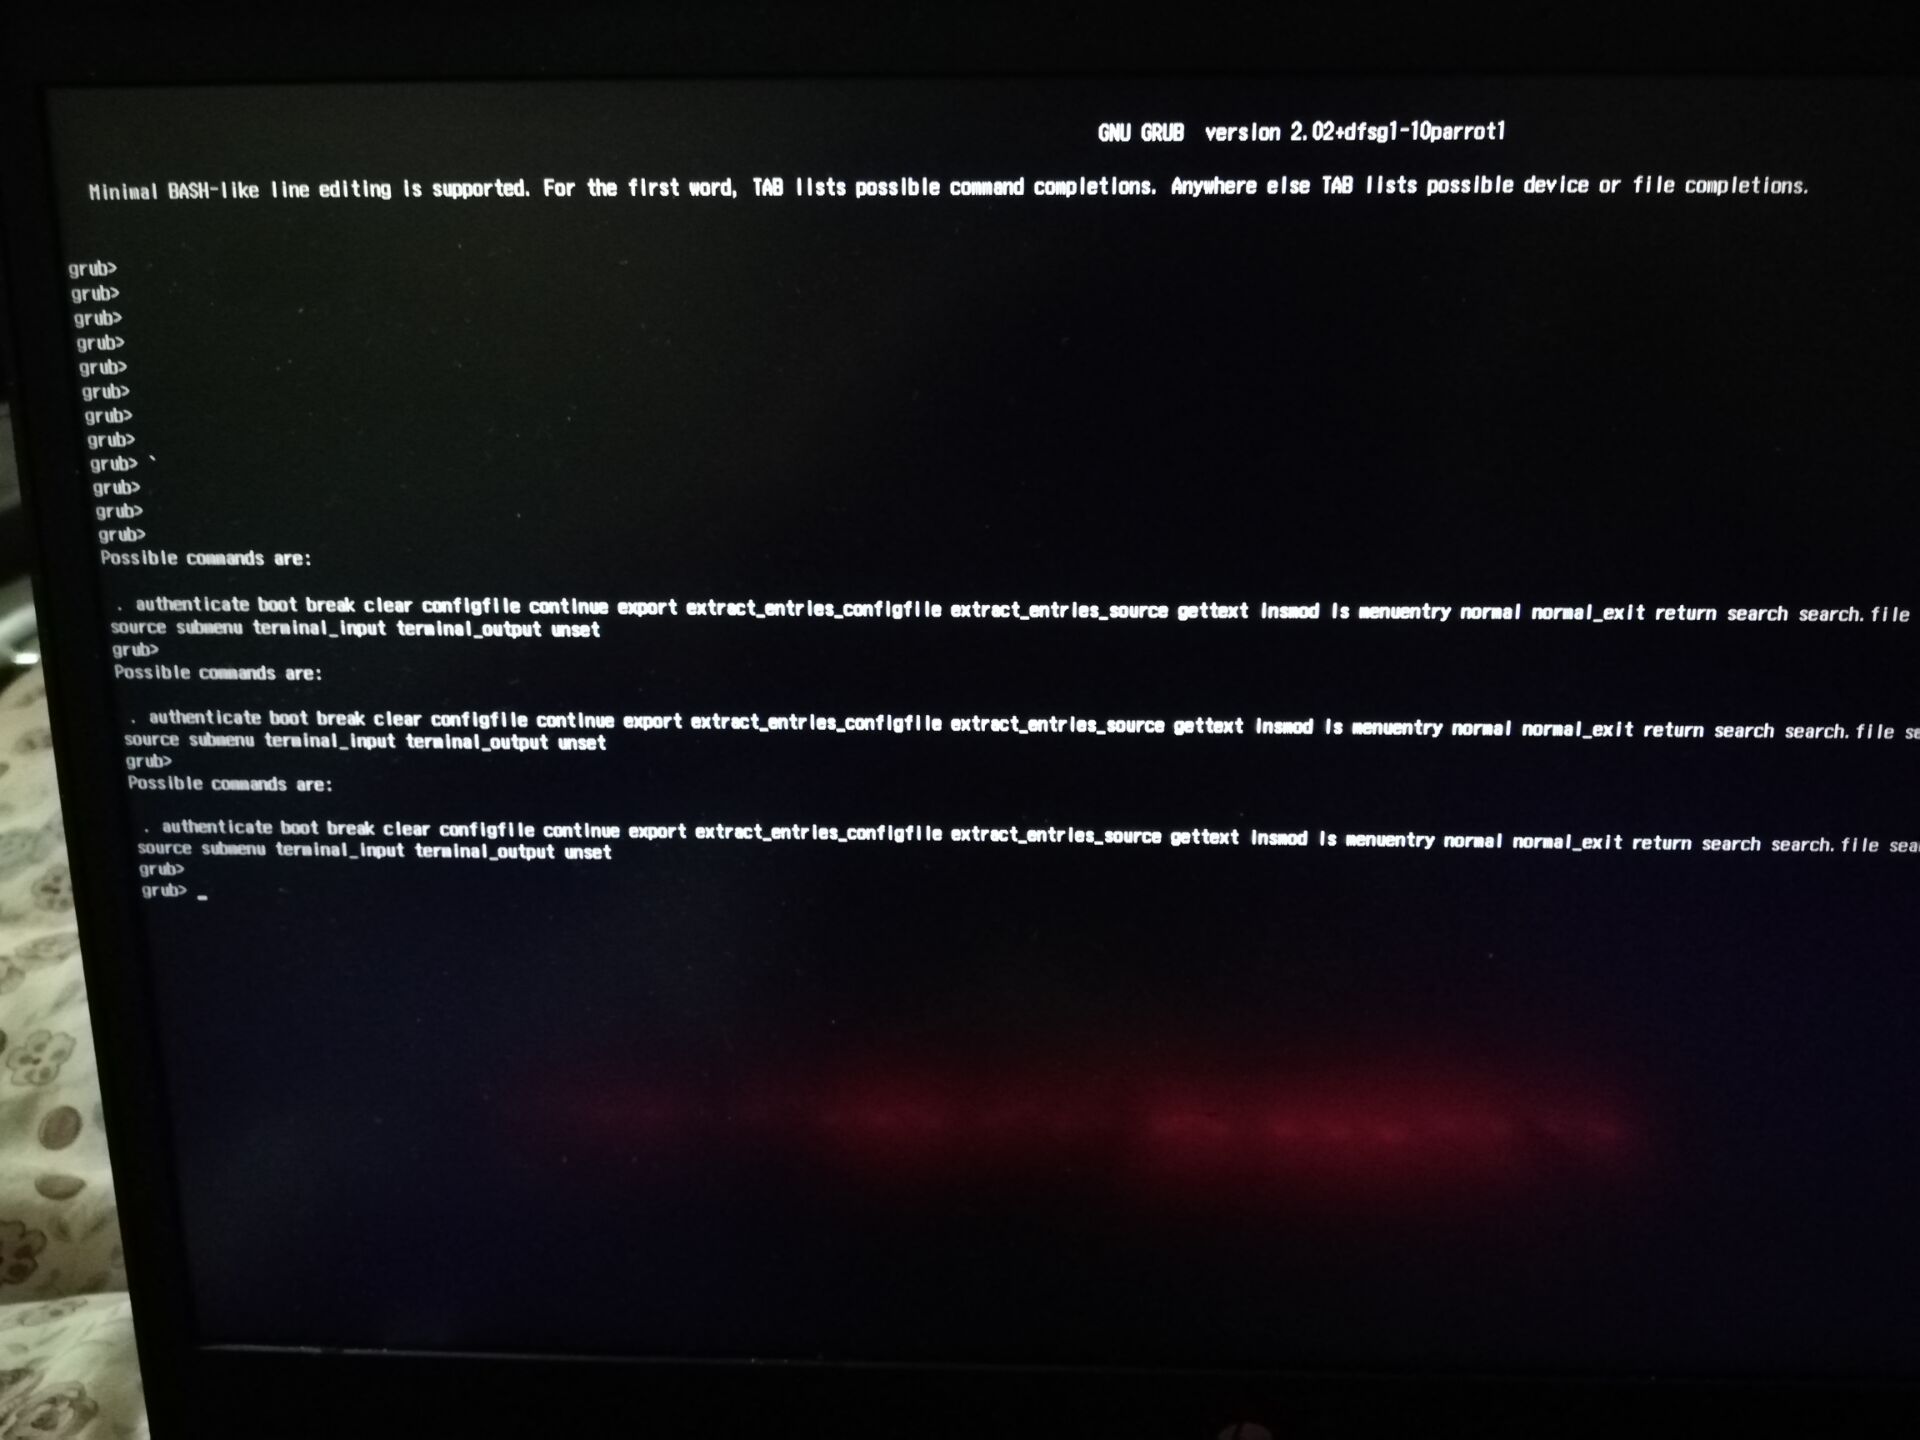 GNU GRUB version 2.02+dfsg1-10parrot1
Minimal BASH-like line editing is supported. For the first word, TAB lists possible command completions. Anywhere else TAB lists possible device or file completions.
grub>
grub>
grub>
grub>
grub>
grub>
grub>
grub>
grub> `
grub>
grub>
grub>
Possible commands are:
. authenticate boot break clear configfile continue export extract_entries_configfile extract_entries_source gettext insmod ls menuentry normal normal_exit return search search.file
source submenu terminal_input terminal_output unset
grub>
Possible commands are:
. authenticate boot break clear configfile continue export extract_entries_configfile extract_entries_source gettext insmod ls menuentry normal normal_exit return search search.file
source submenu terminal_input terminal_output unset
grub>
Possible commands are:
. authenticate boot break clear configfile continue export extract_entries_configfile extract_entries_source gettext insmod ls menuentry normal normal_exit return search search.file
source submenu terminal_input terminal_output unset
grub>
grub> _